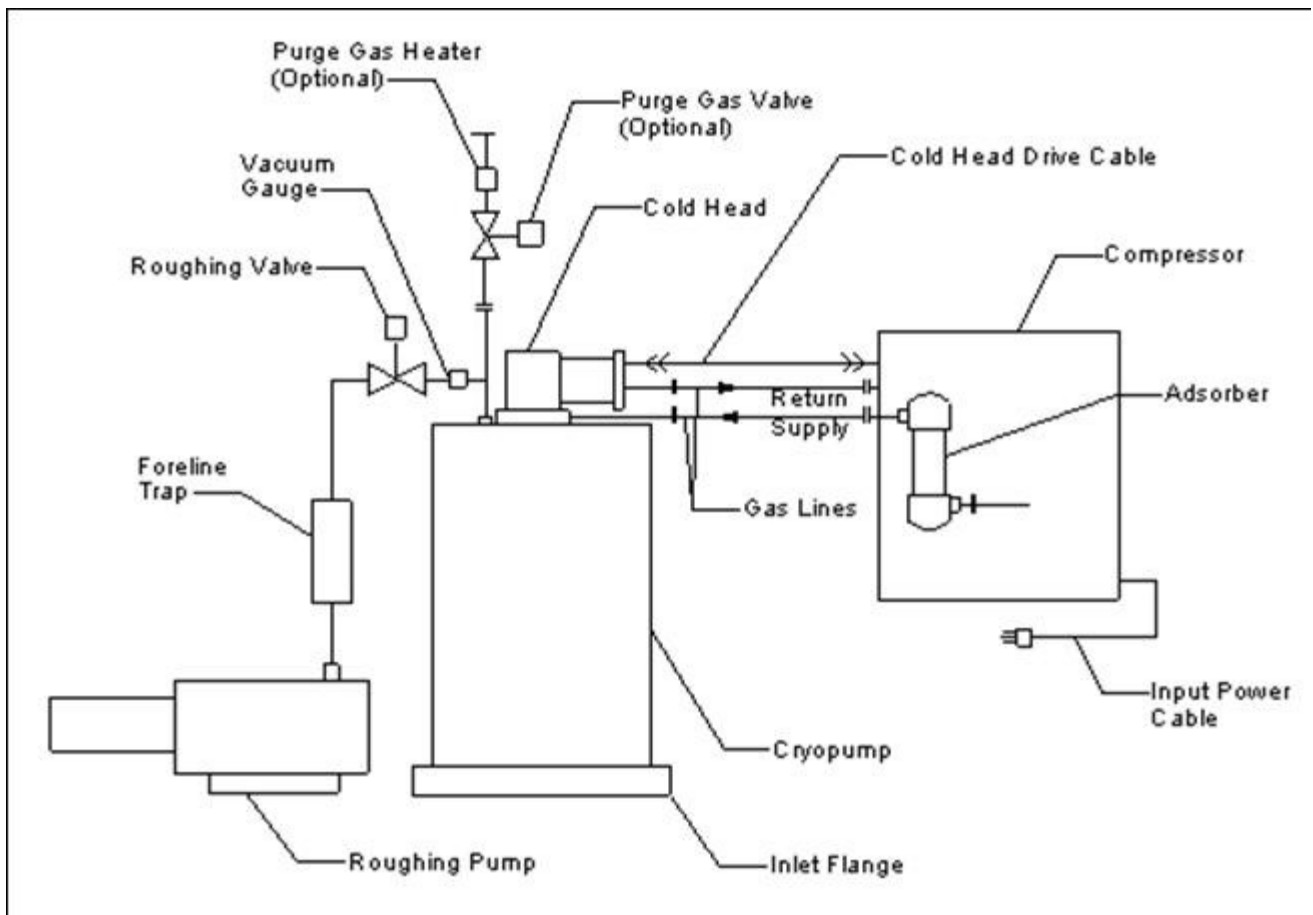 Purge Gas Heater
(Optional)
Purge Gas Valve
(Optional)
Vacuum
Gauge
Cold Head Drive Cable
Cold Head
Roughing Valve
Compressor
Return
Adsorber
Supply
Foreline
Trap
Gas Lines
Input Power
Cable
Cryopump
Roughing Pump
Inlet Flange